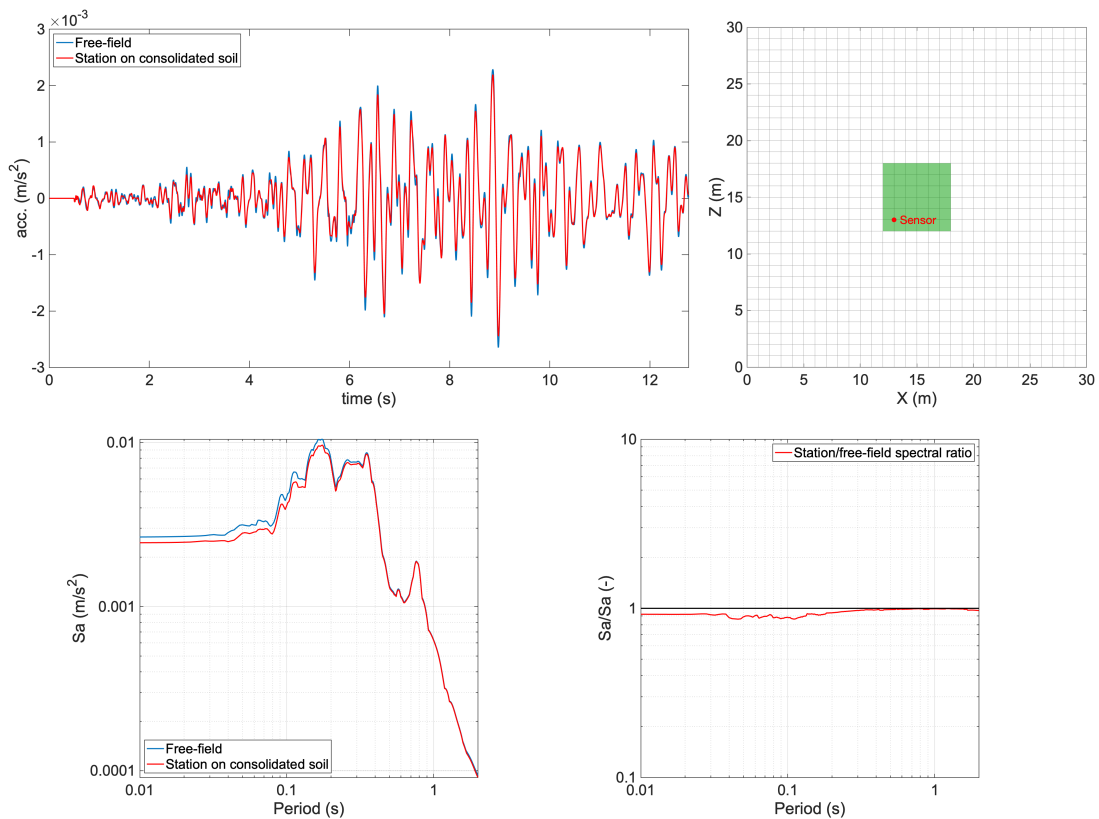 ×10⁻³
3
2
1
0
-1
-2
-3
acc. (m/s²)
Free-field
Station on consolidated soil
0 2 4 6 8 10 12
time (s)
30
25
20
15
10
5
0
Z (m)
Sensor
0 5 10 15 20 25 30
X (m)
0.01
0.001
0.0001
Sa (m/s²)
Free-field
Station on consolidated soil
0.01 0.1 1
Period (s)
10
1
0.1
Sa/Sa (-)
Station/free-field spectral ratio
0.01 0.1 1
Period (s)